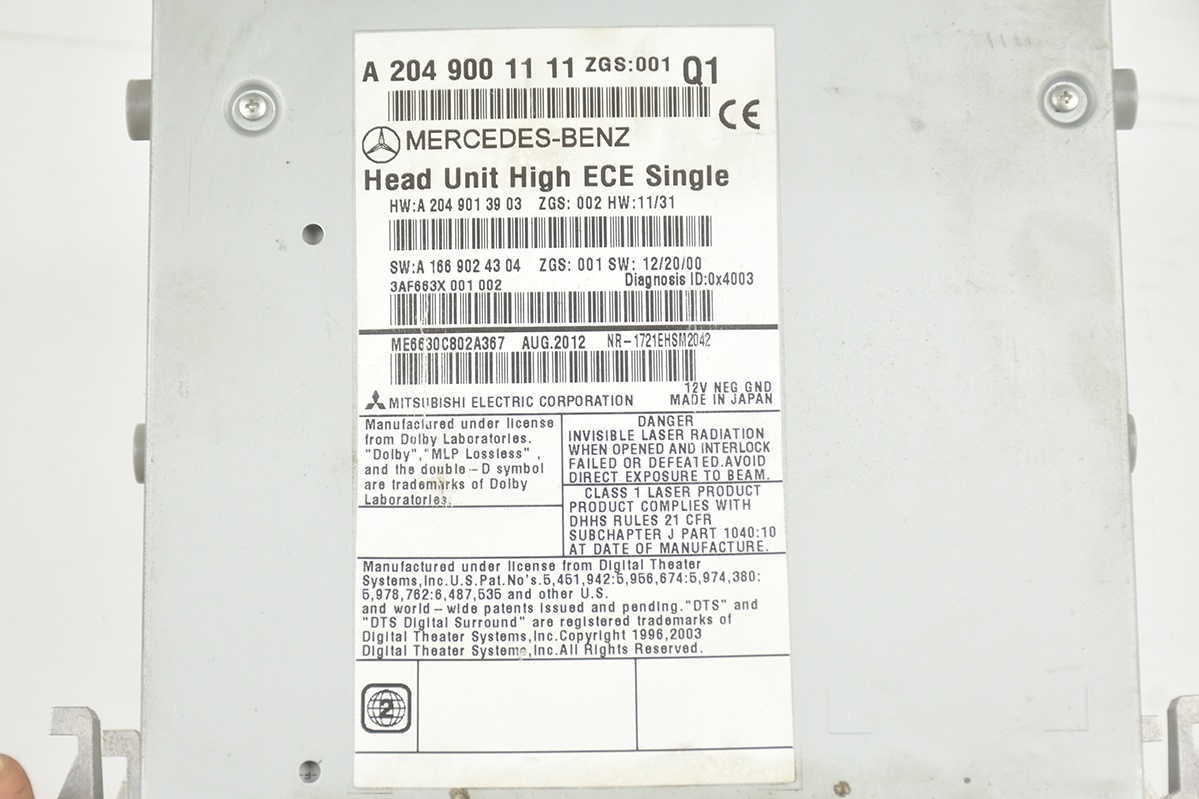 A 204 900 11 11 ZGS:001 Q1
CE
MERCEDES-BENZ
Head Unit High ECE Single
HW:A 204 901 39 03 ZGS: 002 HW:11/31
SW:A 166 902 43 04 ZGS: 001 SW: 12/20/00
3AF663X 001 002 Diagnosis ID:0x4003
ME6630C802A367 AUG.2012 NR-1721EHSM2042
12V NEG GND
MITSUBISHI ELECTRIC CORPORATION MADE IN JAPAN
Manufactured under license
from Dolby Laboratories.
"Dolby","MLP Lossless",
and the double-D symbol
are trademarks of Dolby
Laboratories.
DANGER
INVISIBLE LASER RADIATION
WHEN OPENED AND INTERLOCK
FAILED OR DEFEATED.AVOID
DIRECT EXPOSURE TO BEAM.
CLASS 1 LASER PRODUCT
PRODUCT COMPLIES WITH
DHHS RULES 21 CFR
SUBCHAPTER J PART 1040:10
AT DATE OF MANUFACTURE.
Manufactured under license from Digital Theater
Systems,Inc.U.S.Pat.No's.5,451,942:5,956,674:5,974,380:
5,978,762:6,487,535 and other U.S.
and world-wide patents issued and pending."DTS" and
"DTS Digital Surround" are registered trademarks of
Digital Theater Systems,Inc.Copyright 1996,2003
Digital Theater Systems,Inc.All Rights Reserved.
2